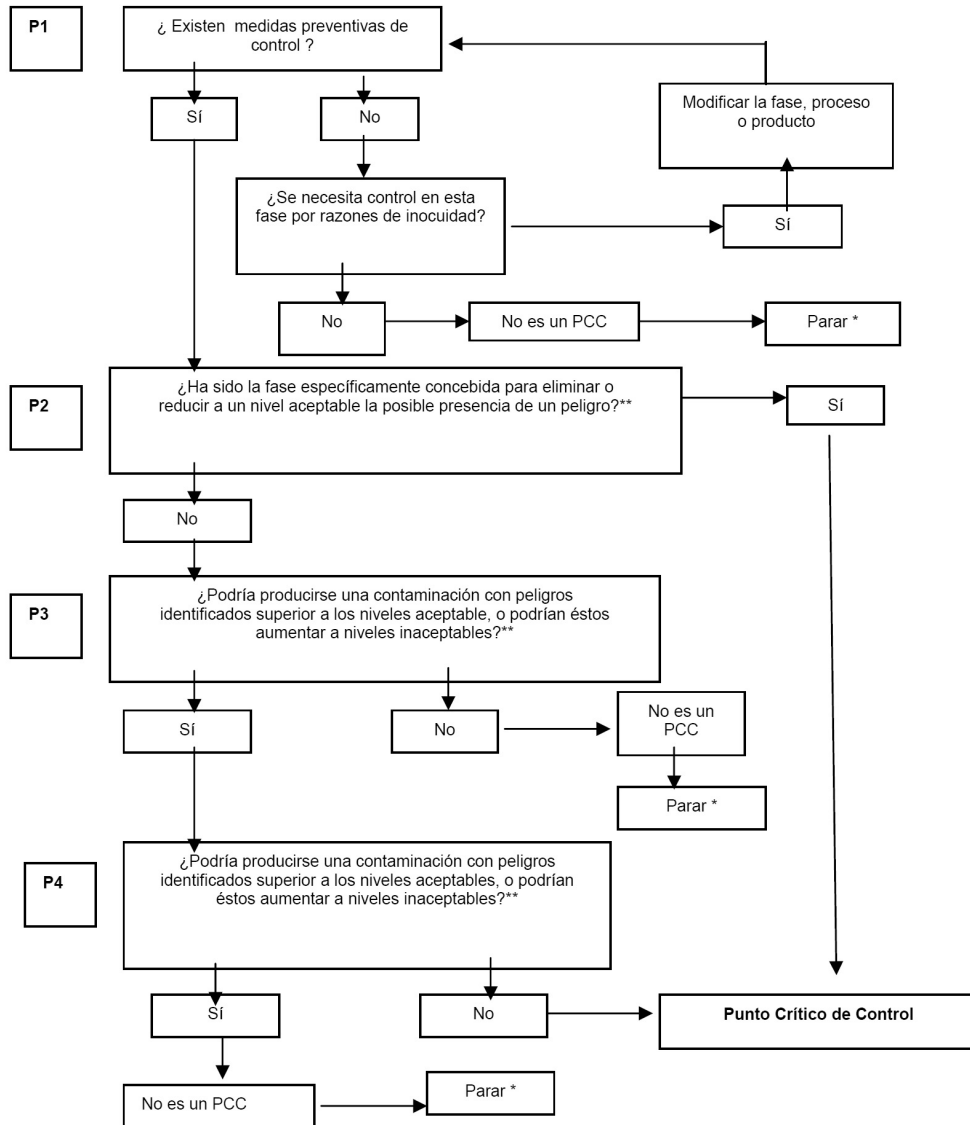 P1
¿ Existen medidas preventivas de
control ?
Modificar la fase, proceso
o producto
Sí
No
¿Se necesita control en esta
fase por razones de inocuidad?
Sí
No
No es un PCC
Parar *
P2
¿Ha sido la fase específicamente concebida para eliminar o
reducir a un nivel aceptable la posible presencia de un peligro?**
Sí
No
P3
¿Podría producirse una contaminación con peligros
identificados superior a los niveles aceptable, o podrían éstos
aumentar a niveles inaceptables?**
Sí
No
No es un
PCC
Parar *
P4
¿Podría producirse una contaminación con peligros
identificados superior a los niveles aceptables, o podrían
éstos aumentar a niveles inaceptables?**
Sí
No
Punto Crítico de Control
No es un PCC
Parar *